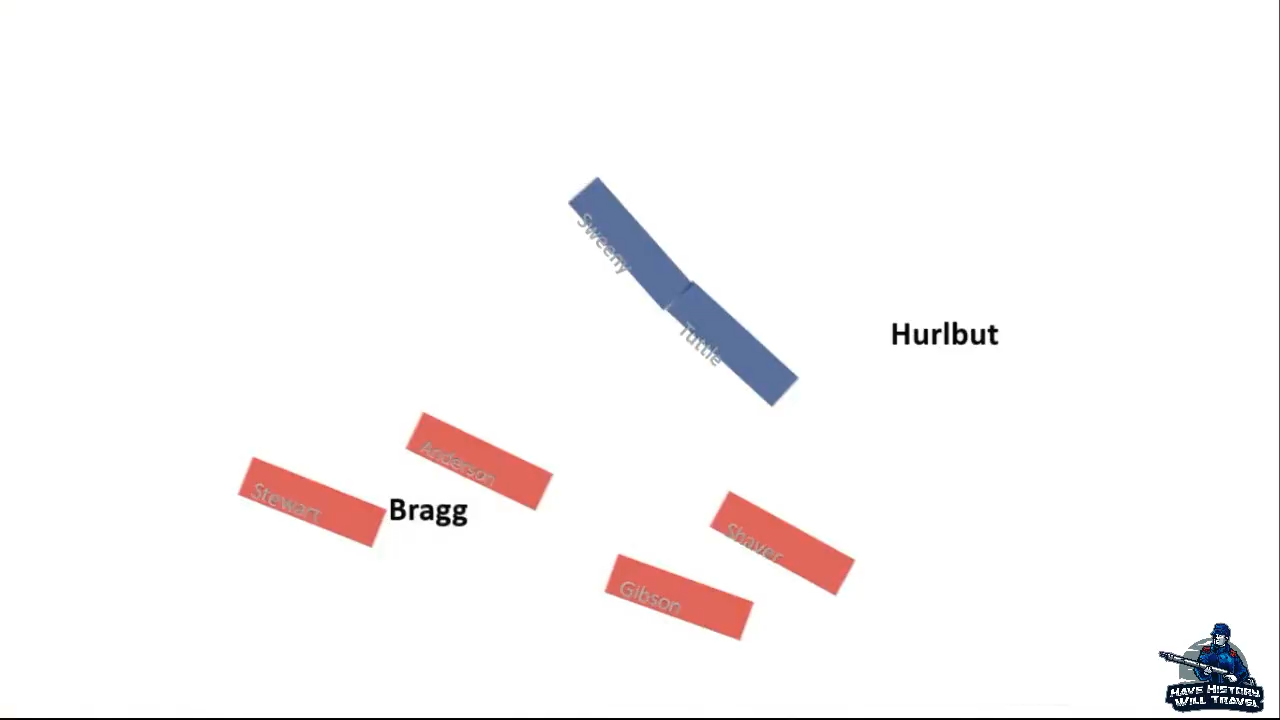 Sweeny
Tuttle
Hurlbut
Anderson
Stewart
Bragg
Shaver
Gibson
HAVE HISTORY
WILL TRAVEL